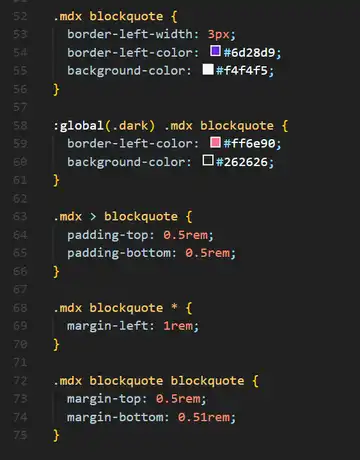 52 .mdx blockquote {
53 border-left-width: 3px;
54 border-left-color: #6d28d9;
55 background-color: #f4f4f5;
56 }
57
58 :global(.dark) .mdx blockquote {
59 border-left-color: #ff6e90;
60 background-color: #262626;
61 }
62
63 .mdx > blockquote {
64 padding-top: 0.5rem;
65 padding-bottom: 0.5rem;
66 }
67
68 .mdx blockquote * {
69 margin-left: 1rem;
70 }
71
72 .mdx blockquote blockquote {
73 margin-top: 0.5rem;
74 margin-bottom: 0.51rem;
75 }